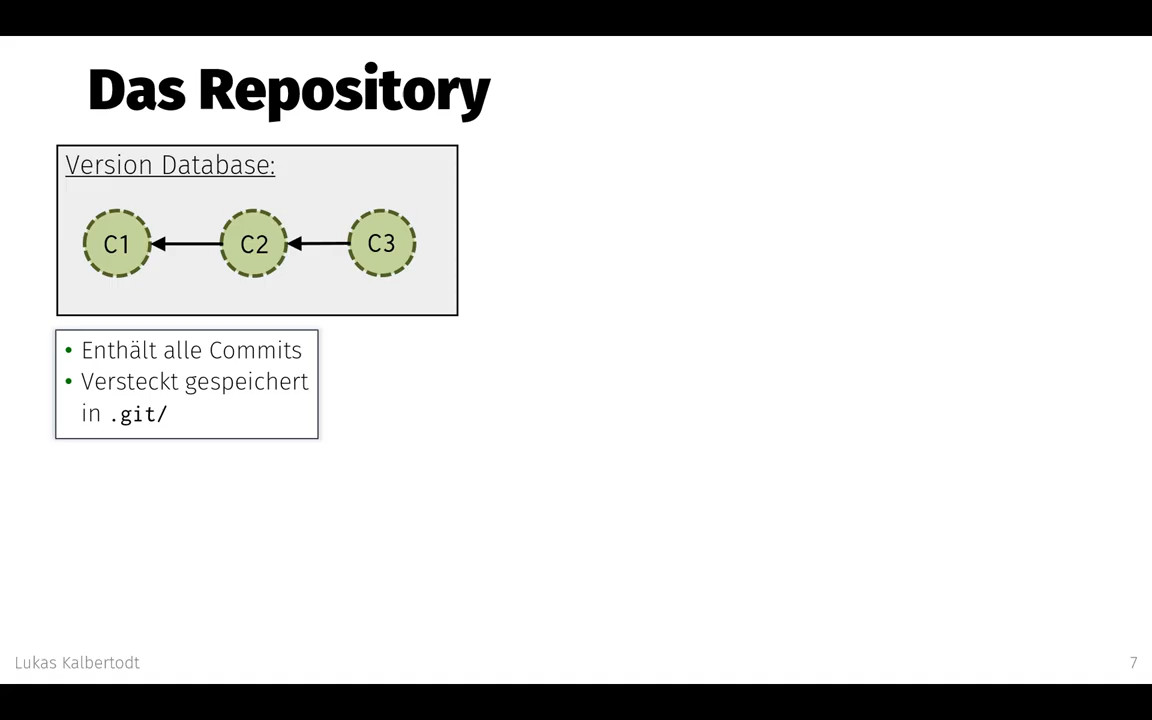 Das Repository
Version Database:
C1
C2
C3
• Enthält alle Commits
• Versteckt gespeichert
in .git/
Lukas Kalbertodt
7